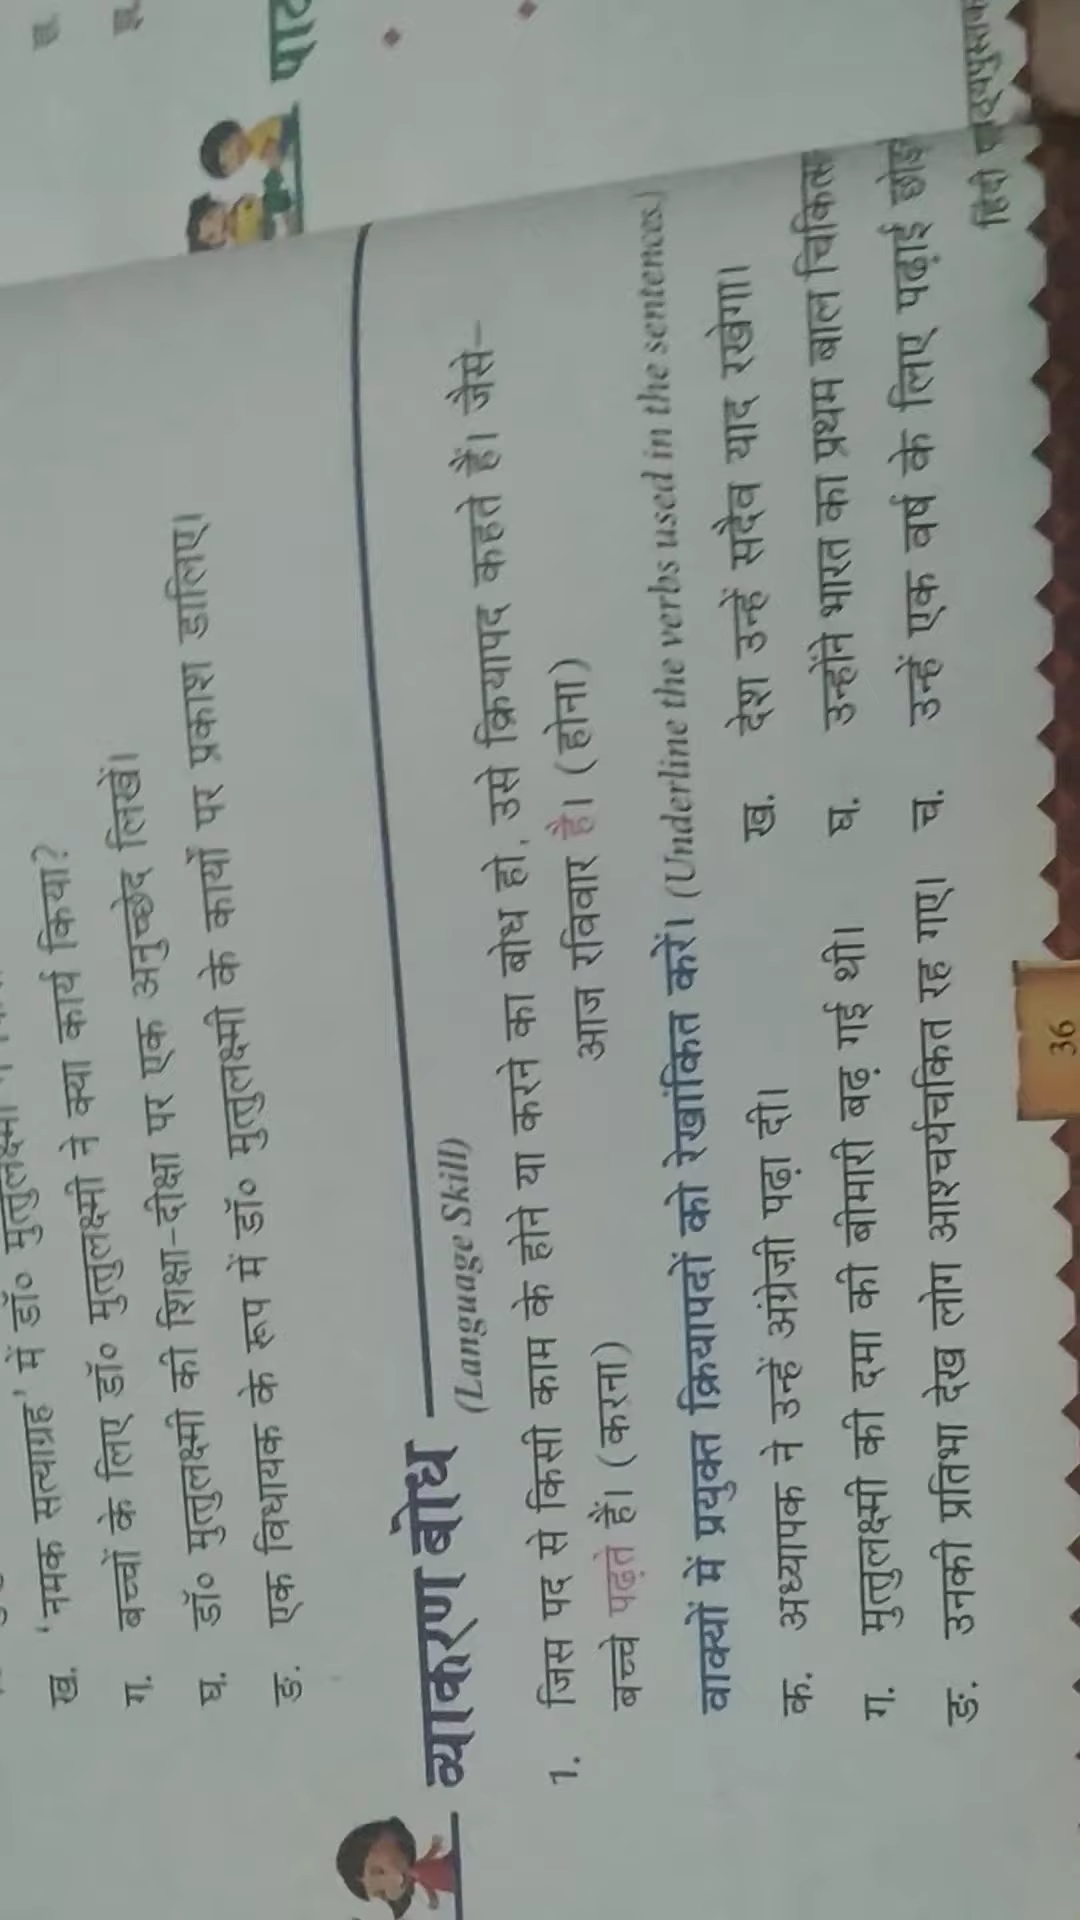 ख. 'नमक सत्याग्रह' में डॉ० मुत्तुलक्ष्मी
ग. बच्चों के लिए डॉ० मुत्तुलक्ष्मी ने क्या कार्य किया?
घ. डॉ० मुत्तुलक्ष्मी की शिक्षा-दीक्षा पर एक अनुच्छेद लिखें।
ङ. एक विधायक के रूप में डॉ० मुत्तुलक्ष्मी के कार्यों पर प्रकाश डालिए।
व्याकरण बोध
(Language Skill)
1. जिस पद से किसी काम के होने या करने का बोध हो, उसे क्रियापद कहते हैं। जैसे–
बच्चे पढ़ते हैं। (करना) आज रविवार है। (होना)
वाक्यों में प्रयुक्त क्रियापदों को रेखांकित करें। (Underline the verbs used in the sentences.)
क. अध्यापक ने उन्हें अंग्रेज़ी पढ़ा दी। ख. देश उन्हें सदैव याद रखेगा।
ग. मुत्तुलक्ष्मी की दमा की बीमारी बढ़ गई थी। घ. उन्होंने भारत का प्रथम बाल
ङ. उनकी प्रतिभा देख लोग आश्चर्यचकित रह गए। च. उन्हें एक वर्ष के लिए पढ़ाई
36
हिंदी